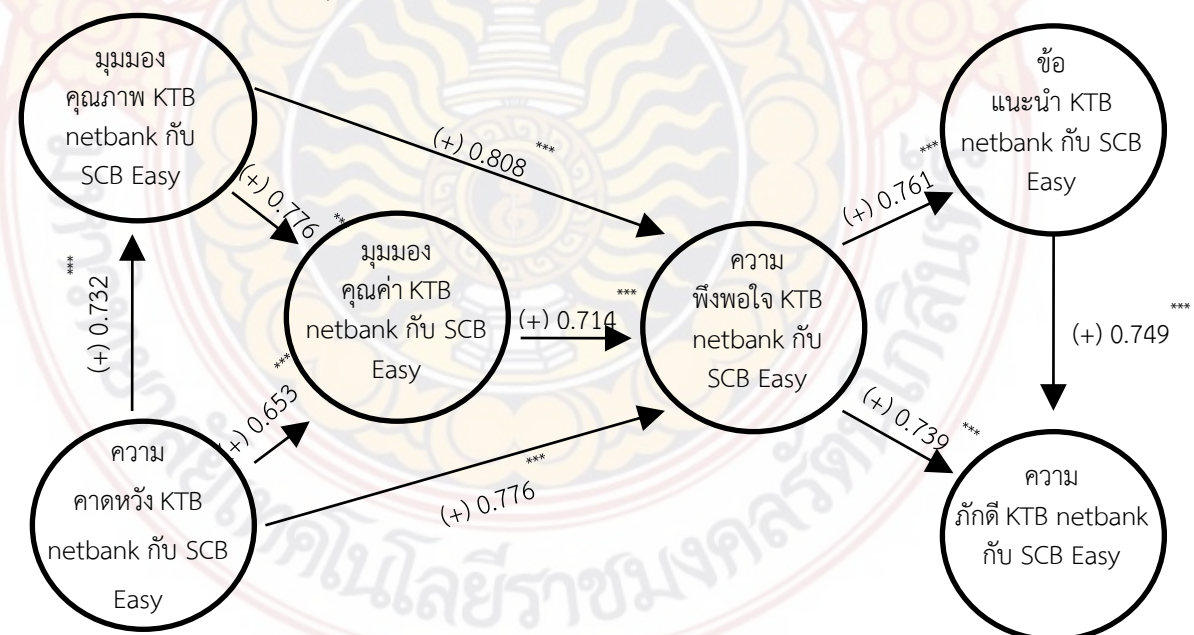 มุมมอง
คุณภาพ KTB
netbank กับ
SCB Easy
ข้อ
แนะนำ KTB
netbank กับ SCB
Easy
(+) 0.808 ***
(+) 0.776 **
(+) 0.761 ***
มุมมอง
คุณค่า KTB
netbank กับ SCB
Easy
ความ
พึงพอใจ KTB
netbank กับ
SCB Easy
(+) 0.732 ***
(+) 0.714 ***
(+) 0.749 ***
(+) 0.653 ***
(+) 0.739 ***
(+) 0.776 ***
ความ
คาดหวัง KTB
netbank กับ SCB
Easy
ความ
ภักดี KTB netbank
กับ SCB Easy